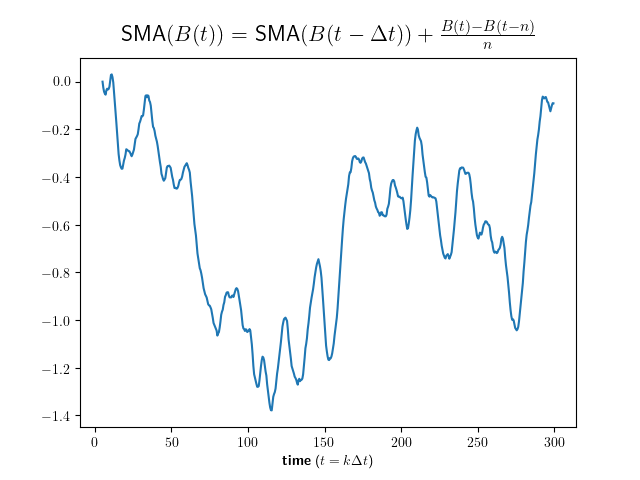 SMA(B(t)) = SMA(B(t − Δt)) + \frac{B(t)−B(t−n)}{n}
0.0
−0.2
−0.4
−0.6
−0.8
−1.0
−1.2
−1.4
0 50 100 150 200 250 300
time (t = kΔt)